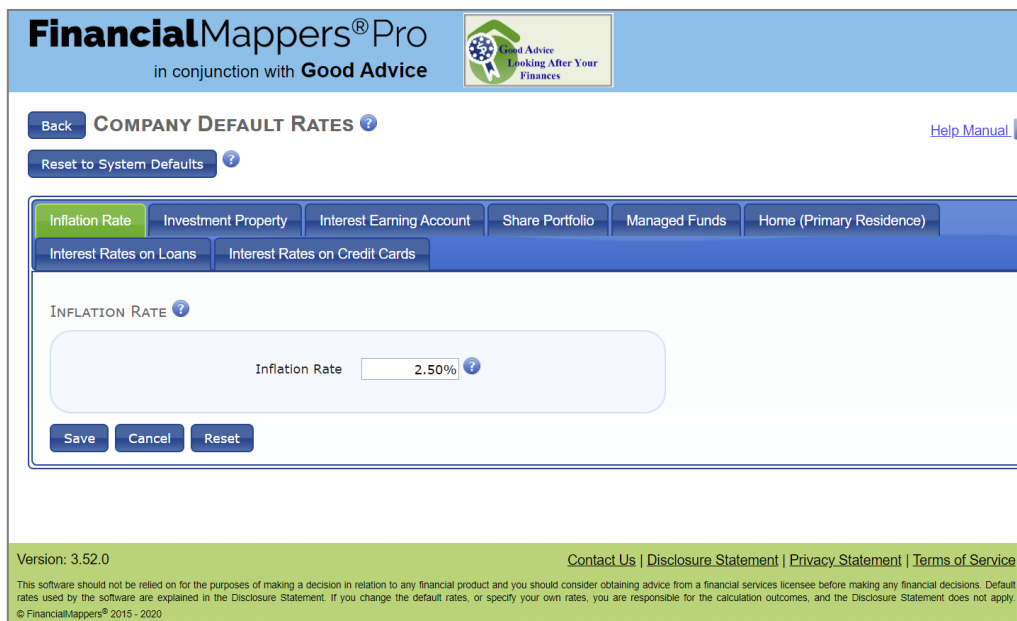 FinancialMappers®Pro
in conjunction with Good Advice
Good Advice
Looking After Your
Finances
Back COMPANY DEFAULT RATES ?
Help Manual
Reset to System Defaults ?
Inflation Rate Investment Property Interest Earning Account Share Portfolio Managed Funds Home (Primary Residence)
Interest Rates on Loans Interest Rates on Credit Cards
INFLATION RATE ?
Inflation Rate 2.50% ?
Save Cancel Reset
Version: 3.52.0
Contact Us | Disclosure Statement | Privacy Statement | Terms of Service
This software should not be relied on for the purposes of making a decision in relation to any financial product and you should consider obtaining advice from a financial services licensee before making any financial decisions. Default
rates used by the software are explained in the Disclosure Statement. If you change the default rates, or specify your own rates, you are responsible for the calculation outcomes, and the Disclosure Statement does not apply.
© FinancialMappers® 2015 - 2020